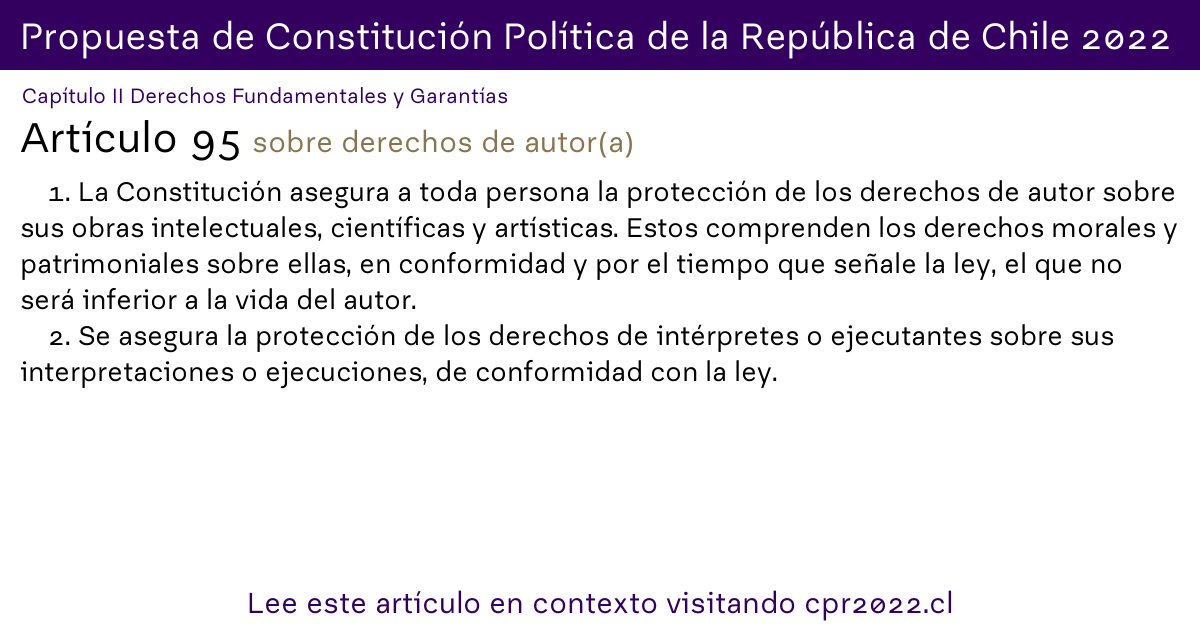 Propuesta de Constitución Política de la República de Chile 2022
Capítulo II Derechos Fundamentales y Garantías
Artículo 95 sobre derechos de autor(a)
1. La Constitución asegura a toda persona la protección de los derechos de autor sobre
sus obras intelectuales, científicas y artísticas. Estos comprenden los derechos morales y
patrimoniales sobre ellas, en conformidad y por el tiempo que señale la ley, el que no
será inferior a la vida del autor.
2. Se asegura la protección de los derechos de intérpretes o ejecutantes sobre sus
interpretaciones o ejecuciones, de conformidad con la ley.
Lee este artículo en contexto visitando cpr2022.cl